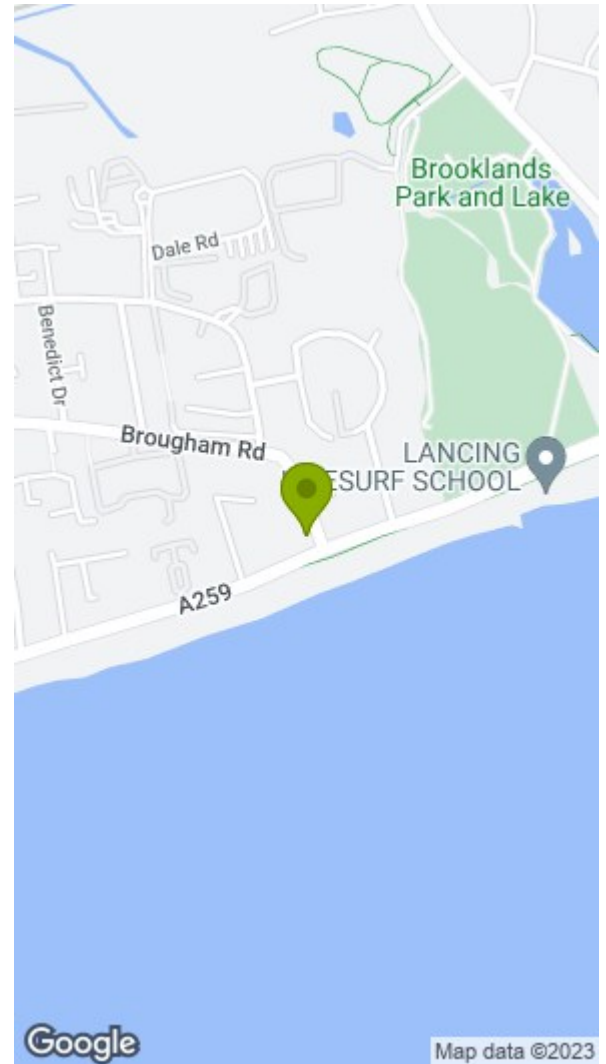 Brooklands
Park and Lake
Dale Rd
Benedict Dr
Brougham Rd
LANCING
ESURF SCHOOL
A259
Google
Map data ©2023